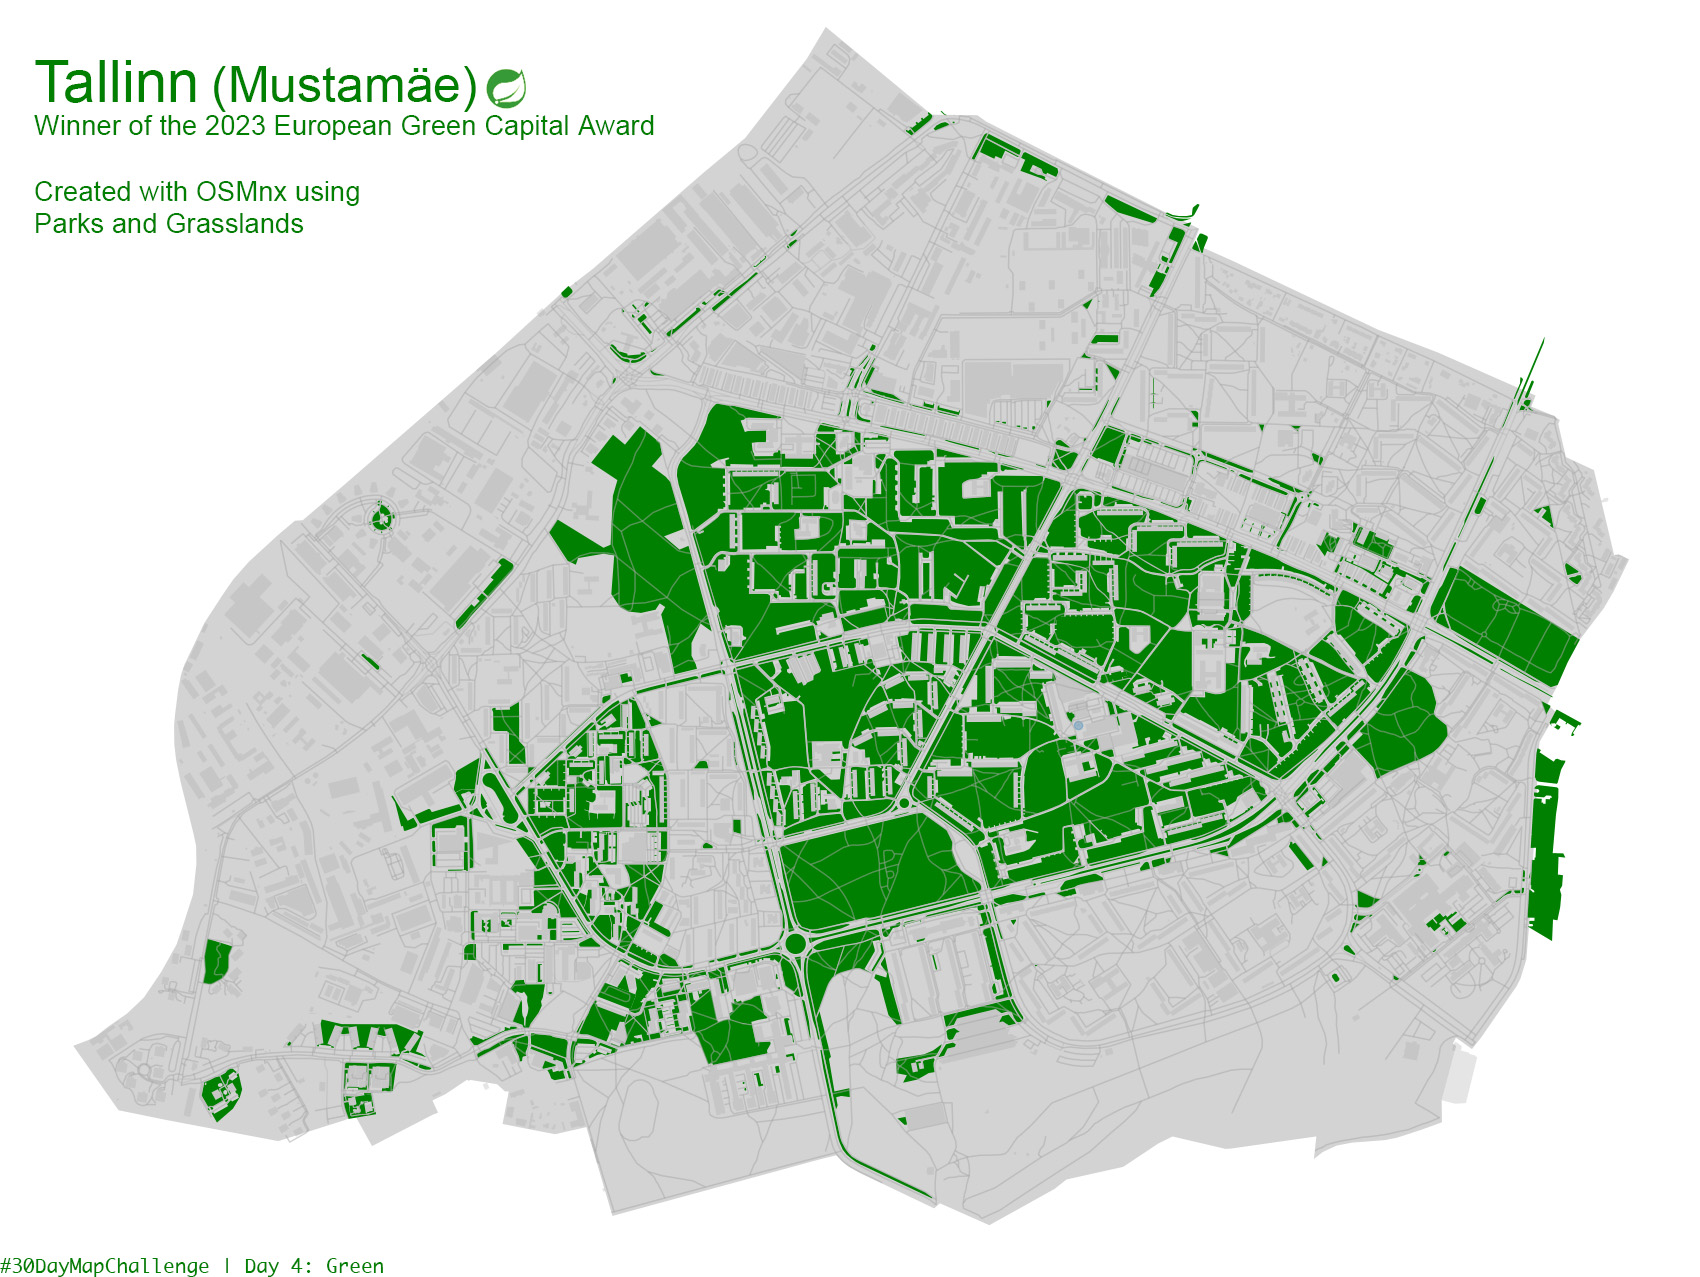 Tallinn (Mustamäe)
Winner of the 2023 European Green Capital Award
Created with OSMnx using
Parks and Grasslands
#30DayMapChallenge | Day 4: Green